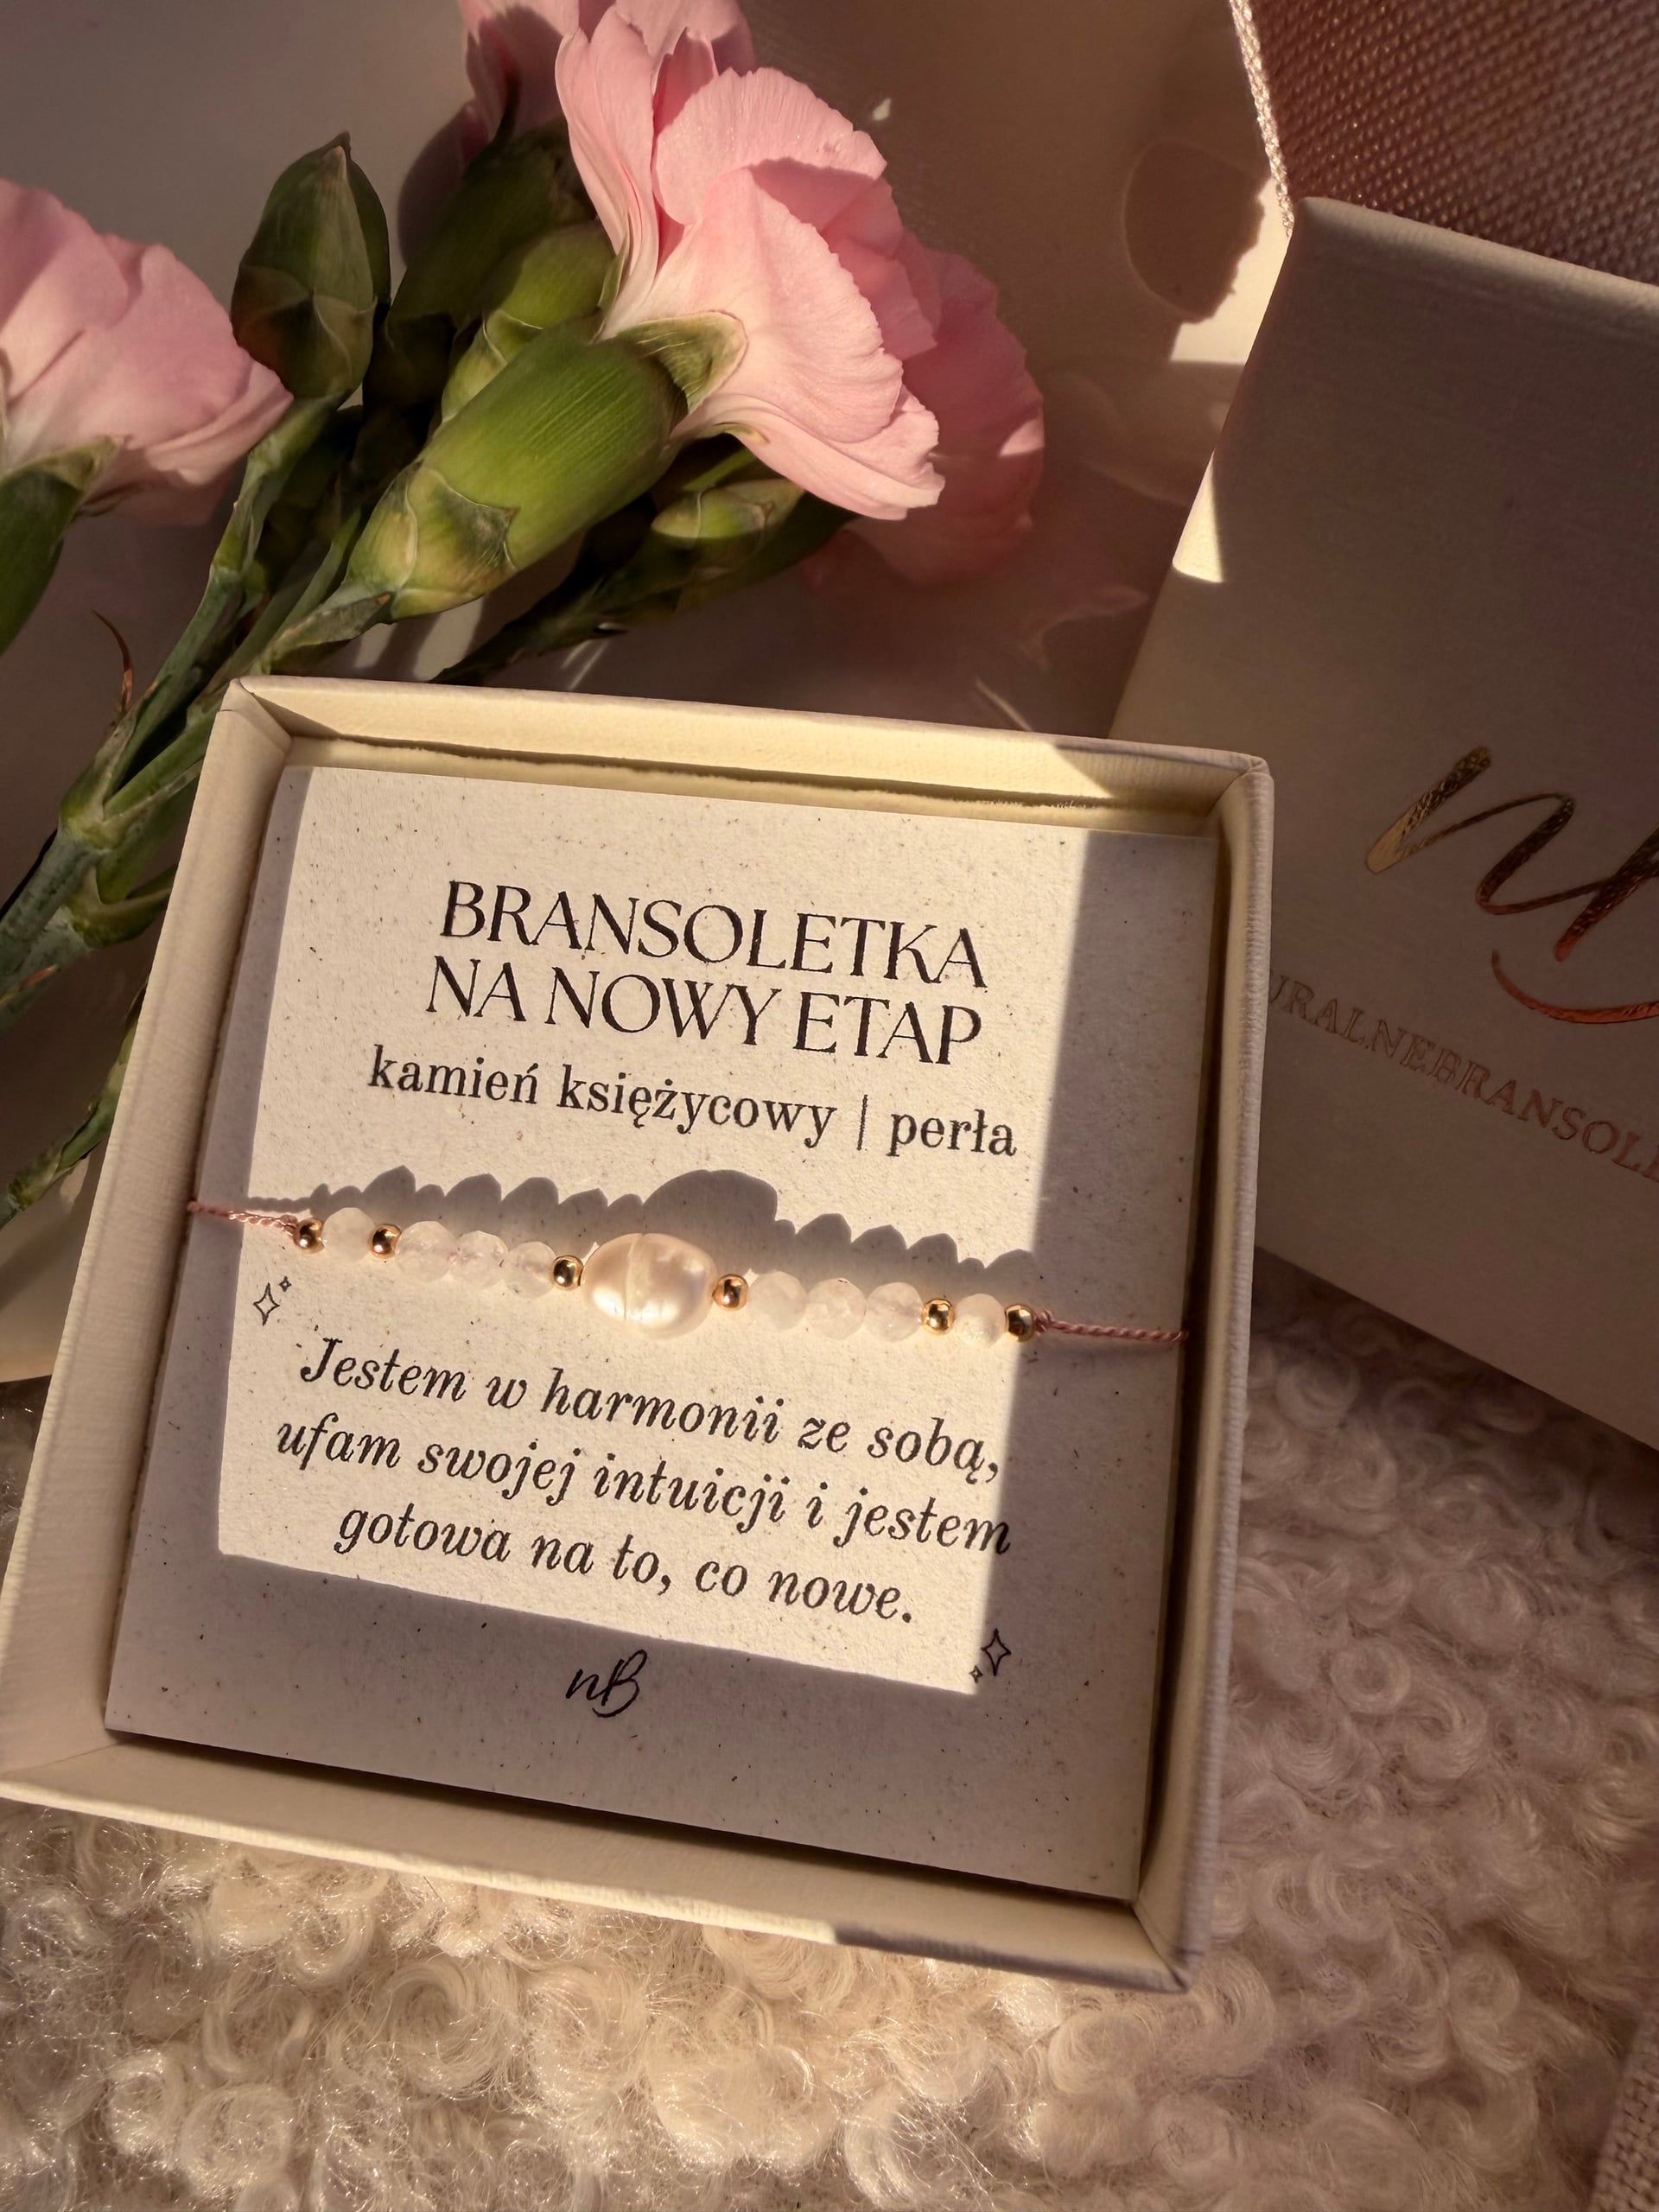 BRANSOLETKA
NA NOWY ETAP
kamień księżycowy | perła
Jestem w harmonii ze sobą,
ufam swojej intuicji i jestem
gotowa na to, co nowe.
nB